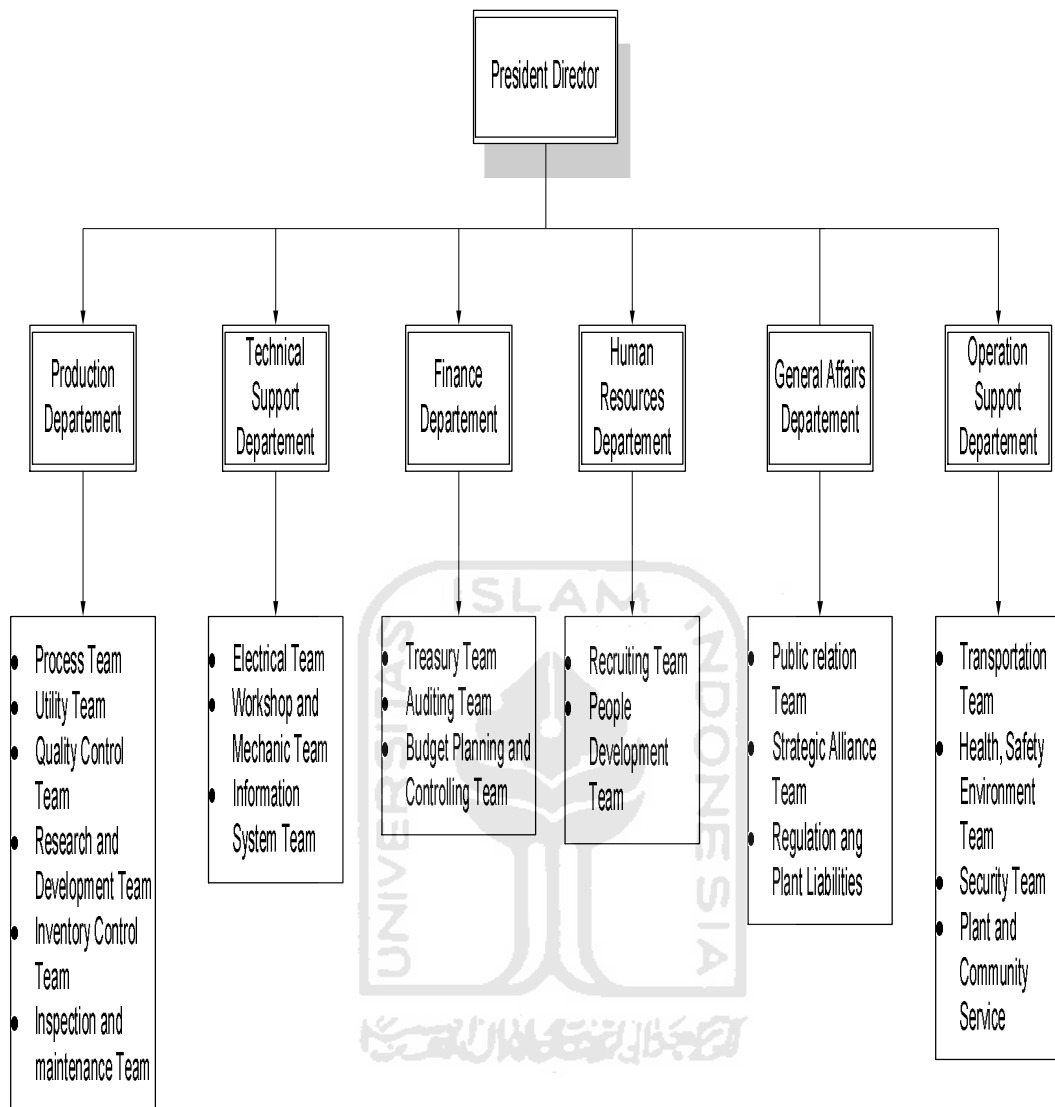 President Director
Production
Departement
Technical
Support
Departement
Finance
Departement
Human
Resources
Departement
General Affairs
Departement
Operation
Support
Departement
• Process Team
• Utility Team
• Quality Control
Team
• Research and
Development Team
• Inventory Control
Team
• Inspection and
maintenance Team
• Electrical Team
• Workshop and
Mechanic Team
• Information
System Team
• Treasury Team
• Auditing Team
• Budget Planning and
Controlling Team
• Recruiting Team
• People
Development
Team
• Public relation
Team
• Strategic Alliance
Team
• Regulation ang
Plant Liabilities
• Transportation
Team
• Health, Safety
Environment
Team
• Security Team
• Plant and
Community
Service
UNIVERSITAS
ISLAM
INDONESIA